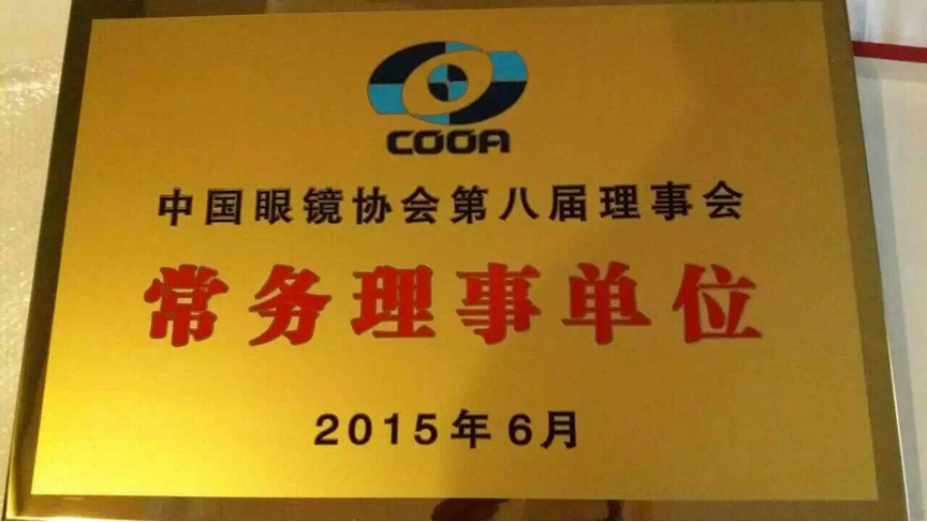 COOA
中国眼镜协会第八届理事会
常务理事单位
2015年6月